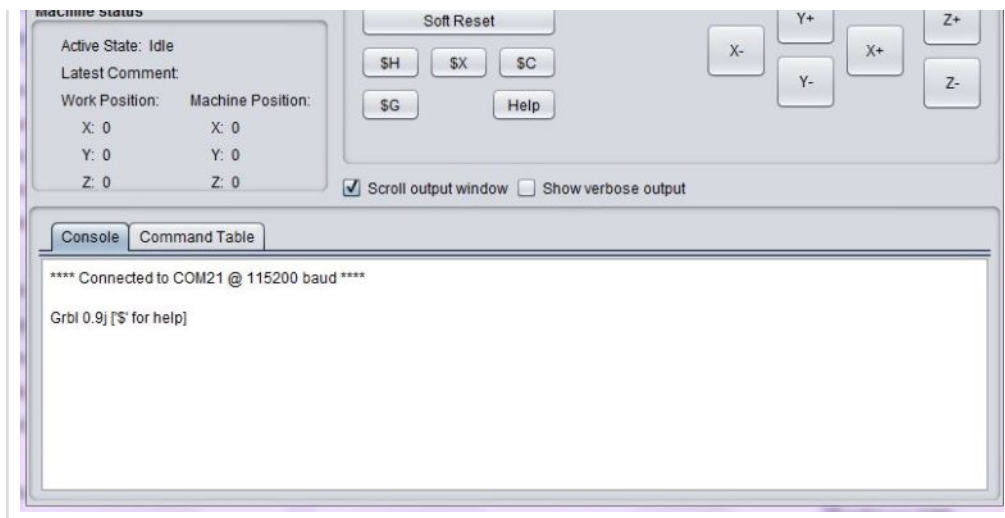 Machine status
Active State: Idle
Latest Comment:
Work Position: Machine Position:
X: 0 X: 0
Y: 0 Y: 0
Z: 0 Z: 0
Soft Reset
$H $X $C
$G Help
Y+ Z+
X- X+
Y- Z-
Scroll output window Show verbose output
Console Command Table
**** Connected to COM21 @ 115200 baud ****
Grbl 0.9j ['$' for help]